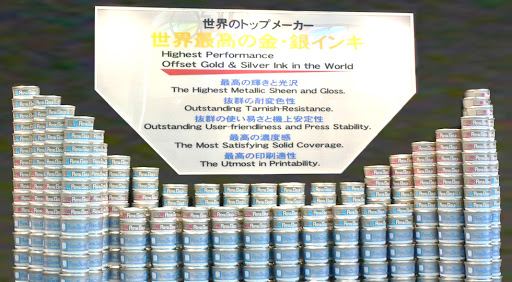 世界のトップメーカー
世界最高の金・銀インキ
Highest Performance
Offset Gold & Silver Ink in the World
最高の輝きと光沢
The Highest Metallic Sheen and Gloss.
抜群の耐変色性
Outstanding Tarnish-Resistance.
抜群の使い易さと機上安定性
Outstanding User-friendliness and Press Stability.
最高の濃度感
The Most Satisfying Solid Coverage.
最高の印刷適性
The Utmost in Printability.